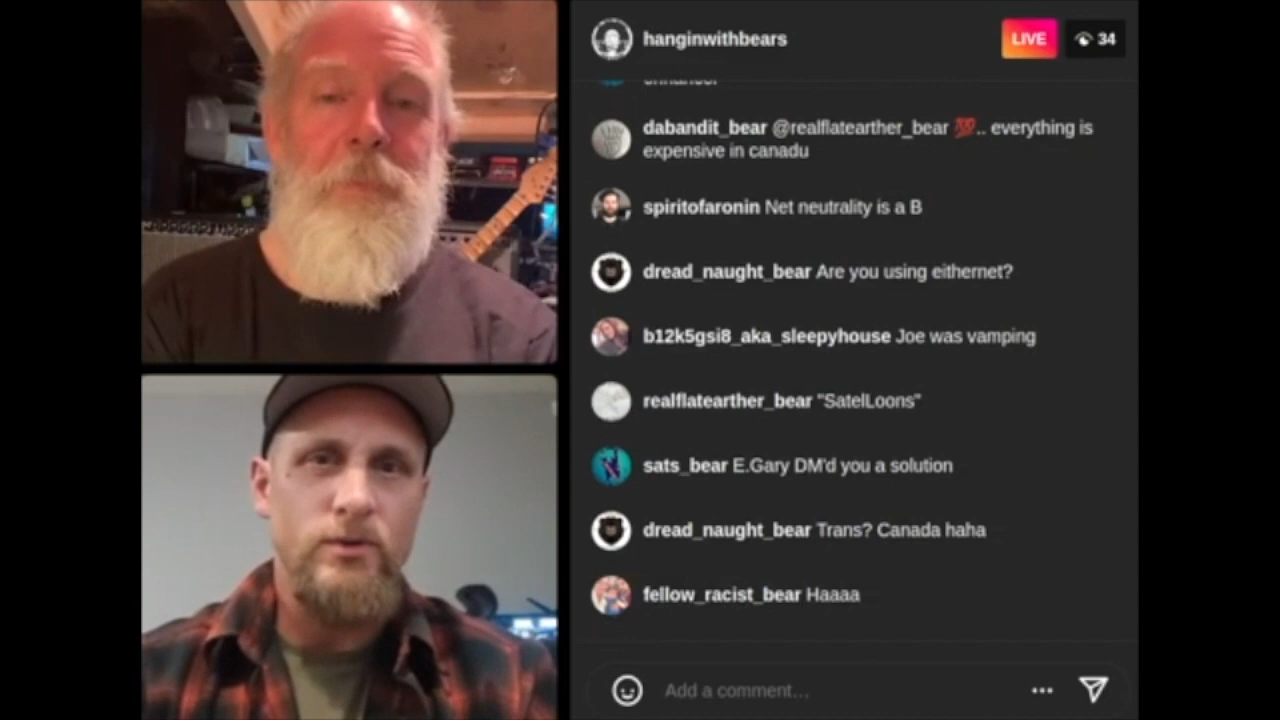 hanginwithbears
LIVE
34
dabandit_bear @realflatearther_bear 💯.. everything is
expensive in canadu
spiritofaronin Net neutrality is a B
dread_naught_bear Are you using eithernet?
b12k5gsi8_aka_sleepyhouse Joe was vamping
realflatearther_bear "SatelLoons"
sats_bear E.Gary DM'd you a solution
dread_naught_bear Trans? Canada haha
fellow_racist_bear Haaaa
Add a comment...